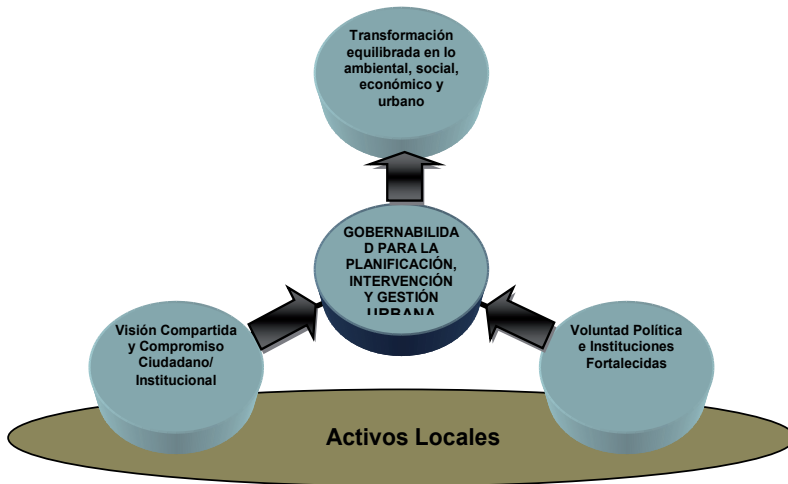 Transformación
equilibrada en lo
ambiental, social,
económico y
urbano
GOBERNABILIDA
D PARA LA
PLANIFICACIÓN,
INTERVENCIÓN
Y GESTIÓN
URBANA
Visión Compartida
y Compromiso
Ciudadano/
Institucional
Voluntad Política
e Instituciones
Fortalecidas
Activos Locales